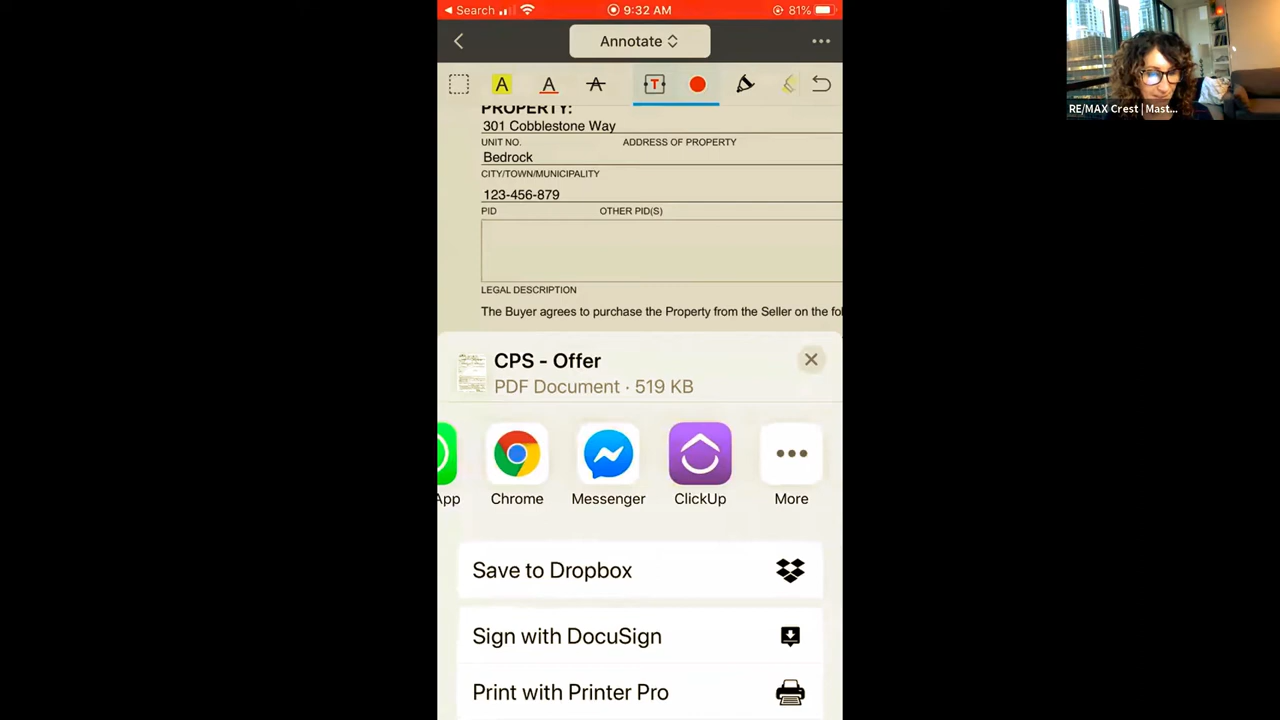 Search
9:32 AM
81%
Annotate
A A A T
PROPERTY:
301 Cobblestone Way
UNIT NO. ADDRESS OF PROPERTY
Bedrock
CITY/TOWN/MUNICIPALITY
123-456-879
PID OTHER PID(S)
LEGAL DESCRIPTION
The Buyer agrees to purchase the Property from the Seller on the fol
CPS - Offer
PDF Document · 519 KB
App
Chrome
Messenger
ClickUp
More
Save to Dropbox
Sign with DocuSign
Print with Printer Pro
RE/MAX Crest | Mast...